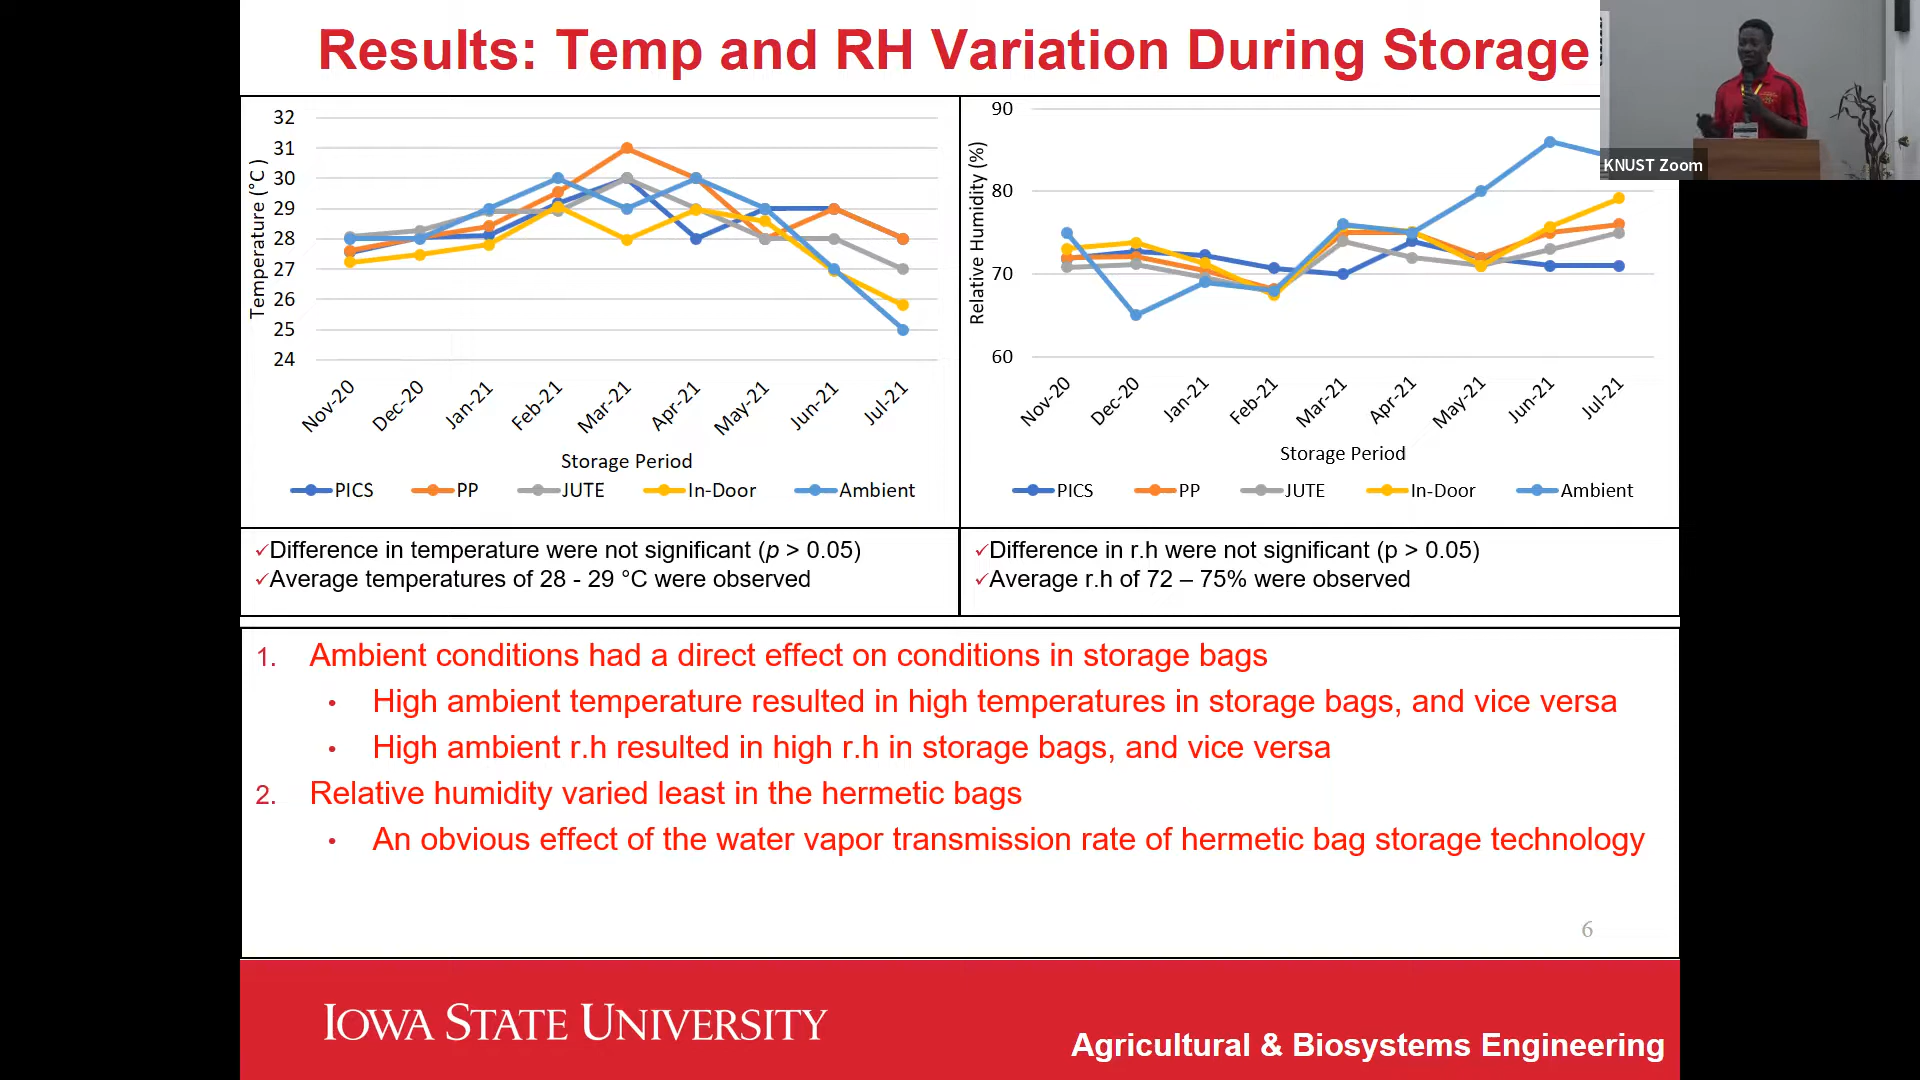 Results: Temp and RH Variation During Storage
KNUST Zoom
Temperature (°C )
32
31
30
29
28
27
26
25
24
Nov-20
Dec-20
Jan-21
Feb-21
Mar-21
Apr-21
May-21
Jun-21
Jul-21
Storage Period
PICS
PP
JUTE
In-Door
Ambient
Relative Humidity (%)
90
80
70
60
Nov-20
Dec-20
Jan-21
Feb-21
Mar-21
Apr-21
May-21
Jun-21
Jul-21
Storage Period
PICS
PP
JUTE
In-Door
Ambient
✓Difference in temperature were not significant (p > 0.05)
✓Average temperatures of 28 - 29 °C were observed
✓Difference in r.h were not significant (p > 0.05)
✓Average r.h of 72 – 75% were observed
1. Ambient conditions had a direct effect on conditions in storage bags
• High ambient temperature resulted in high temperatures in storage bags, and vice versa
• High ambient r.h resulted in high r.h in storage bags, and vice versa
2. Relative humidity varied least in the hermetic bags
• An obvious effect of the water vapor transmission rate of hermetic bag storage technology
6
IOWA STATE UNIVERSITY
Agricultural & Biosystems Engineering